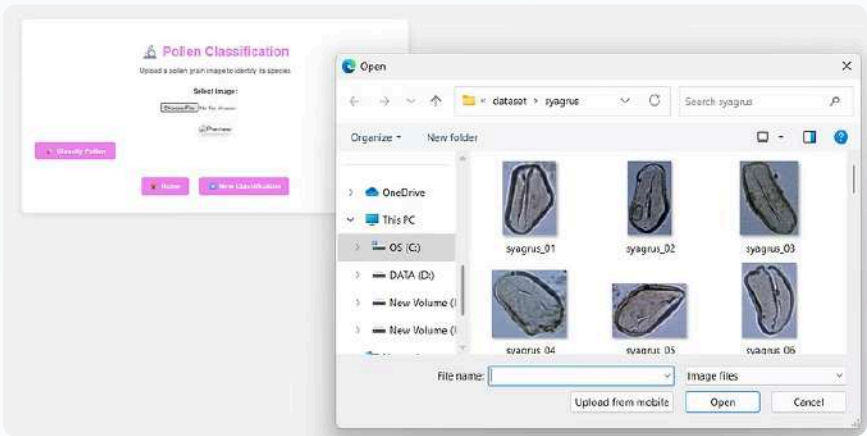 Pollen Classification
Upload a pollen grain image to identify its species
Select Image:
Choose File No file chosen
Preview
Classify Pollen
Home
New Classification
Open
« dataset > syagrus
Search syagrus
Organize
New folder
OneDrive
This PC
OS (C:)
DATA (D:)
New Volume (
New Volume (
syagrus_01
syagrus_02
syagrus_03
syagrus_04
syagrus_05
syagrus_06
File name:
Image files
Upload from mobile
Open
Cancel